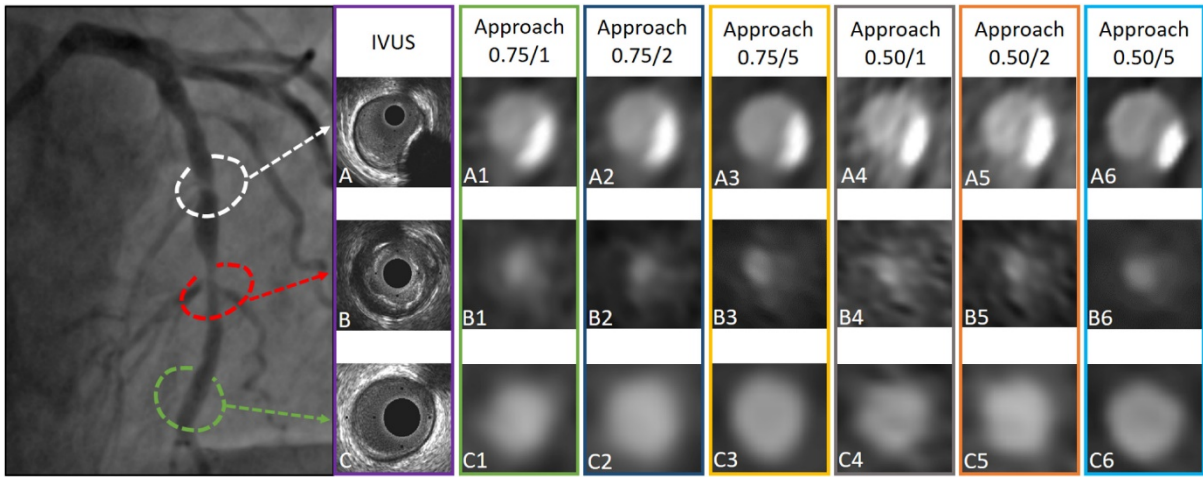 IVUS
Approach
0.75/1
Approach
0.75/2
Approach
0.75/5
Approach
0.50/1
Approach
0.50/2
Approach
0.50/5
A
A1
A2
A3
A4
A5
A6
B
B1
B2
B3
B4
B5
B6
C
C1
C2
C3
C4
C5
C6